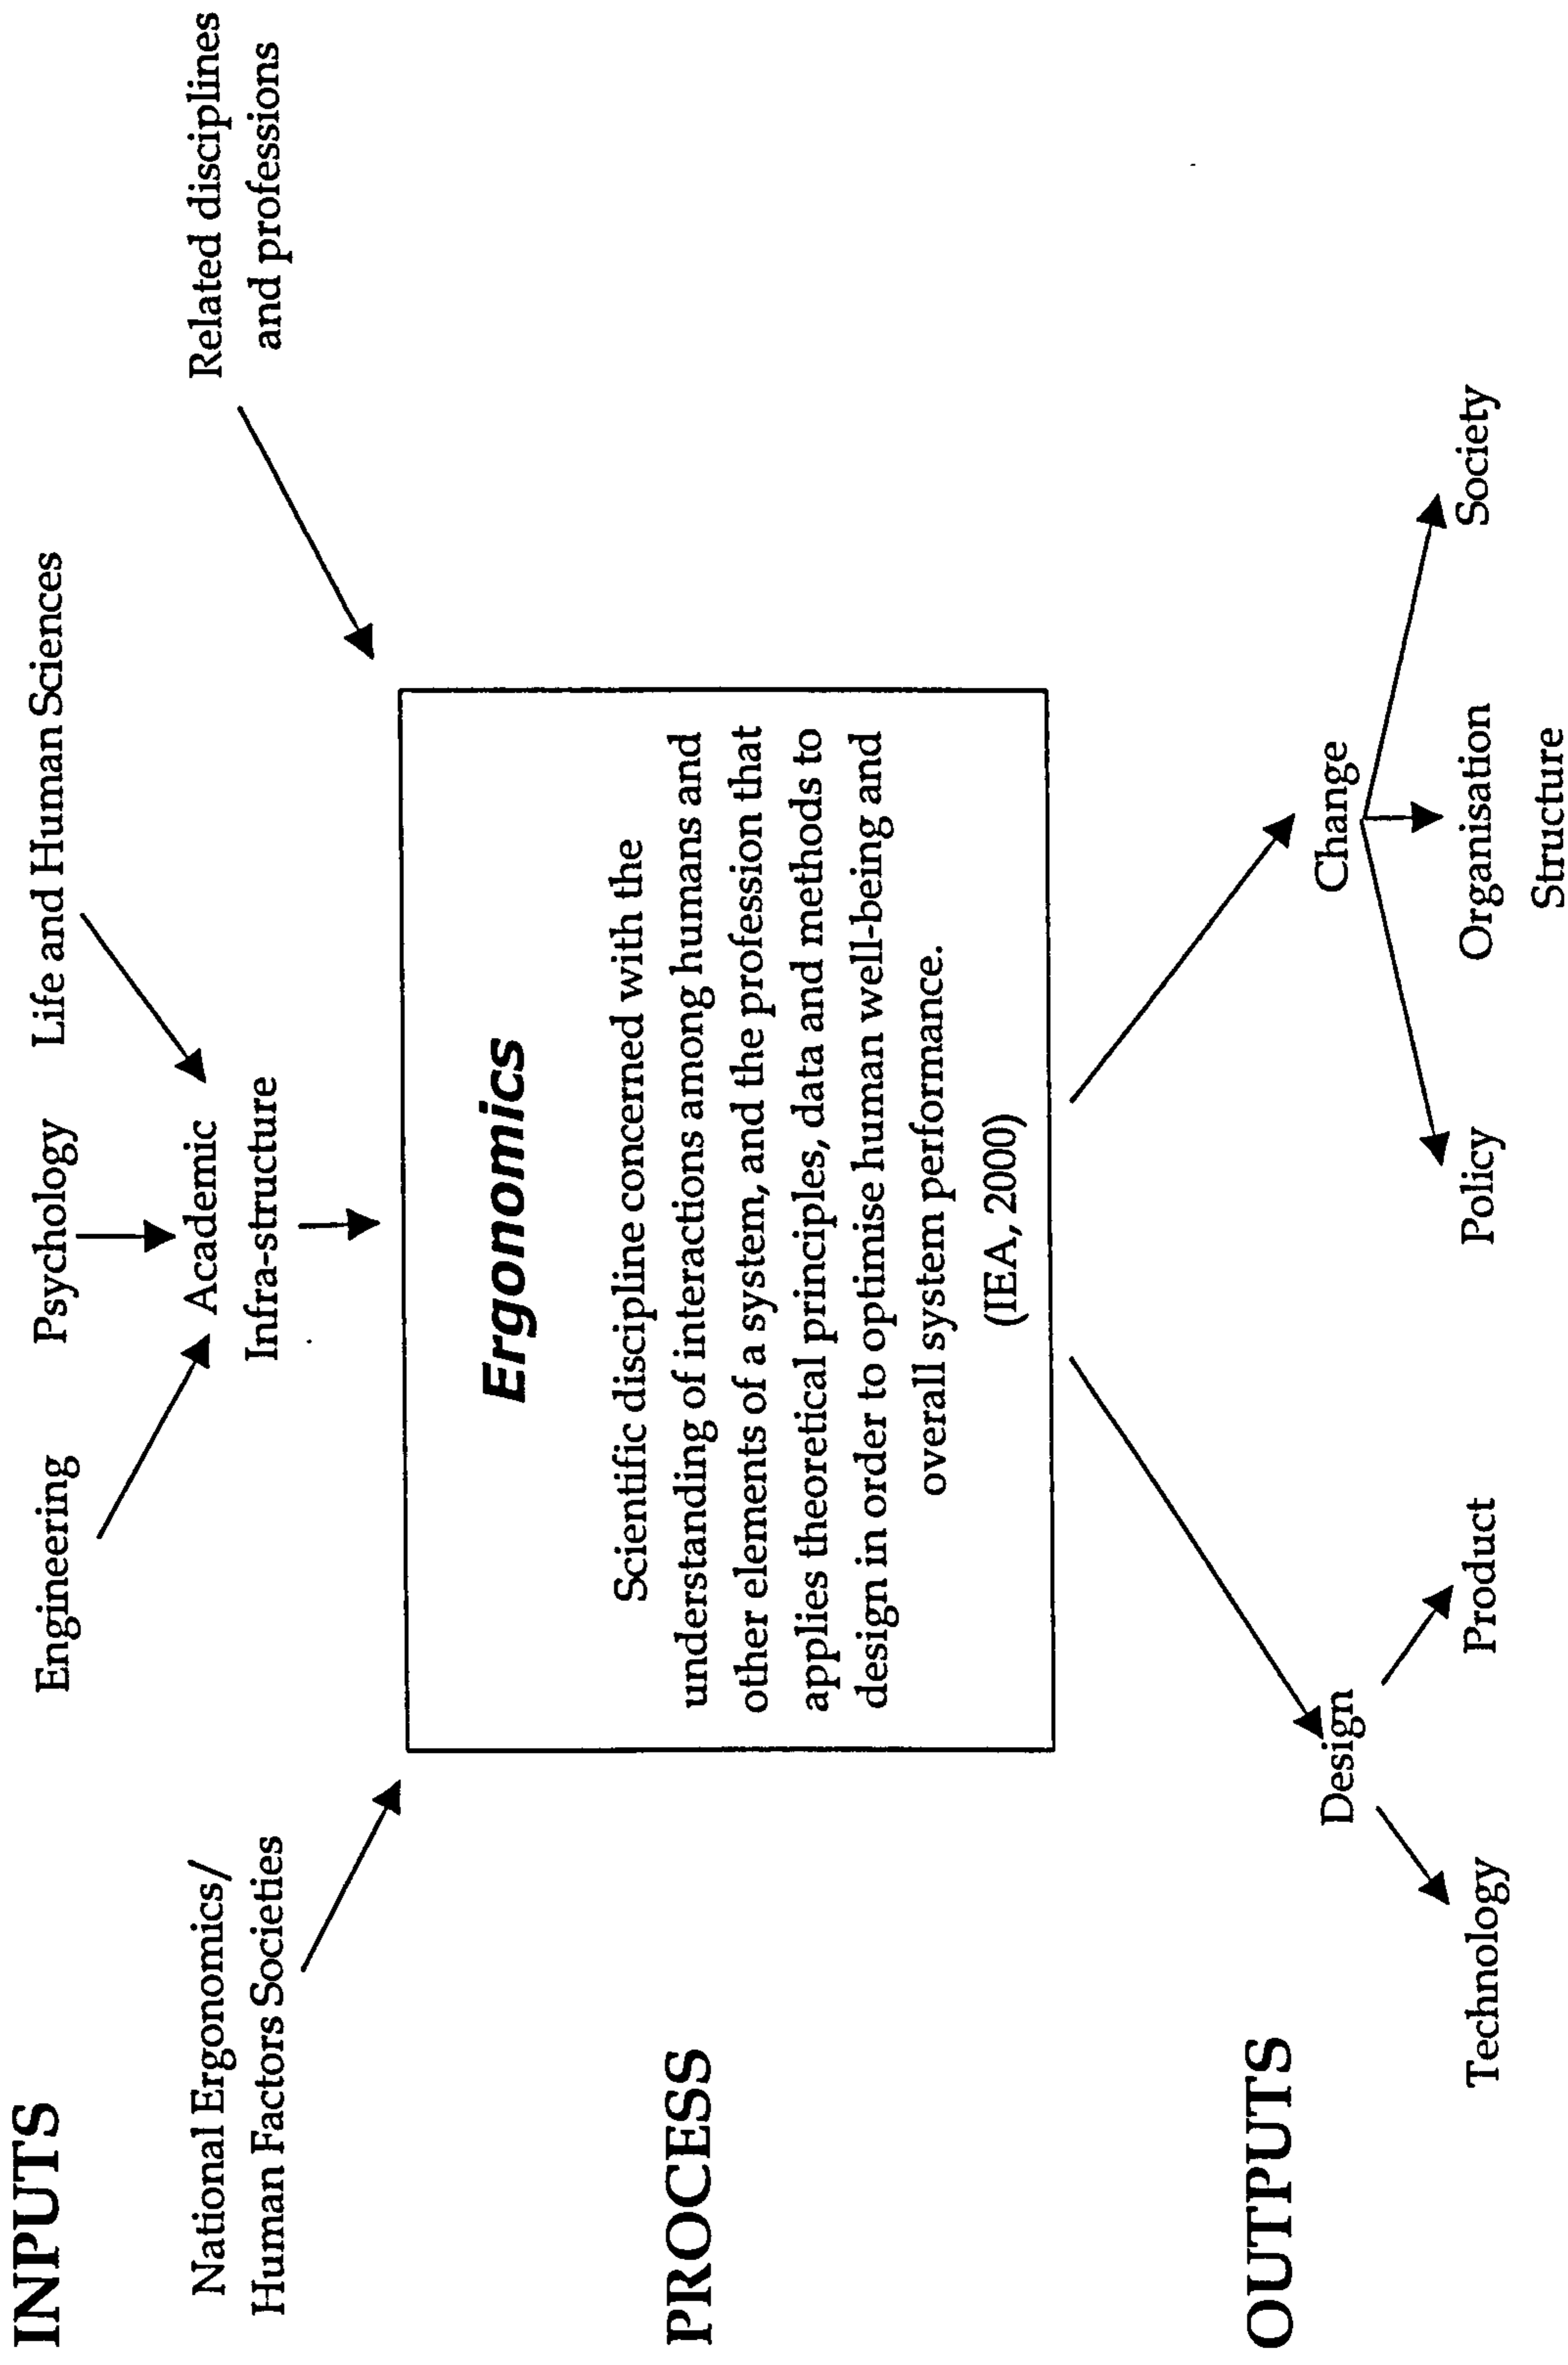 INPUTS
Engineering
Psychology
Life and Human Sciences
National Ergonomics/
Human Factors Societies
Academic
Infra-structure
Related disciplines
and professions
PROCESS
Ergonomics
Scientific discipline concerned with the
understanding of interactions among humans and
other elements of a system, and the profession that
applies theoretical principles, data and methods to
design in order to optimise human well-being and
overall system performance.
(IEA, 2000)
OUTPUTS
Design
Change
Technology
Product
Policy
Organisation
Structure
Society